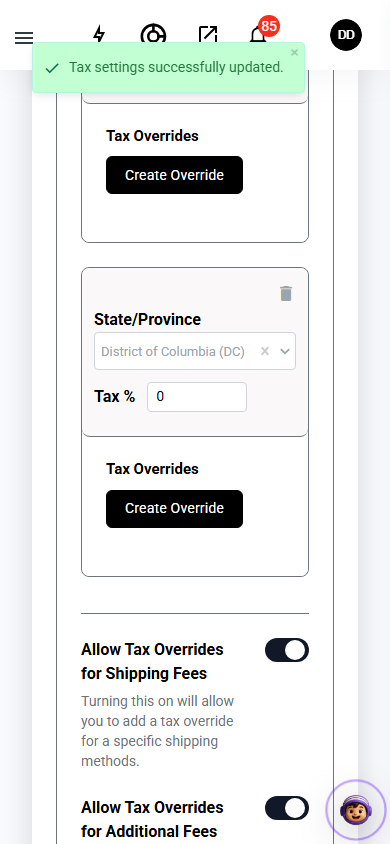 85
DD
Tax settings successfully updated.
×
Tax Overrides
Create Override
State/Province
District of Columbia (DC)
Tax %
0
Tax Overrides
Create Override
Allow Tax Overrides
for Shipping Fees
Turning this on will allow
you to add a tax override
for a specific shipping
methods.
Allow Tax Overrides
for Additional Fees